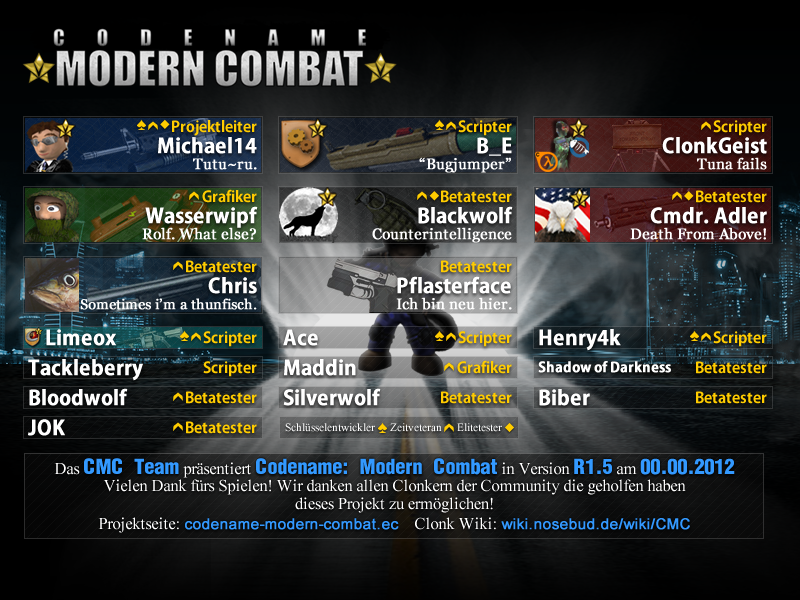 CODENAME
MODERN COMBAT
Projektleiter
Michael14
Tutu~ru.
Scripter
B_E
“Bugjumper”
Scripter
ClonkGeist
Tuna fails
Grafiker
Wasserwipf
Rolf. What else?
Betatester
Blackwolf
Counterintelligence
Betatester
Cmdr. Adler
Death From Above!
Betatester
Chris
Sometimes i'm a thunfisch.
Betatester
Pflasterface
Ich bin neu hier.
Limeox Scripter
Ace Scripter
Henry4k Scripter
Tackleberry Scripter
Maddin Grafiker
Shadow of Darkness Betatester
Bloodwolf Betatester
Silverwolf Betatester
Biber Betatester
JOK Betatester
Schlüsselentwickler ♠ Zeitveteran Elitetester ◆
Das CMC Team präsentiert Codename: Modern Combat in Version R1.5 am 00.00.2012
Vielen Dank fürs Spielen! Wir danken allen Clonkern der Community die geholfen haben
dieses Projekt zu ermöglichen!
Projektseite: codename-modern-combat.ec Clonk Wiki: wiki.nosebud.de/wiki/CMC